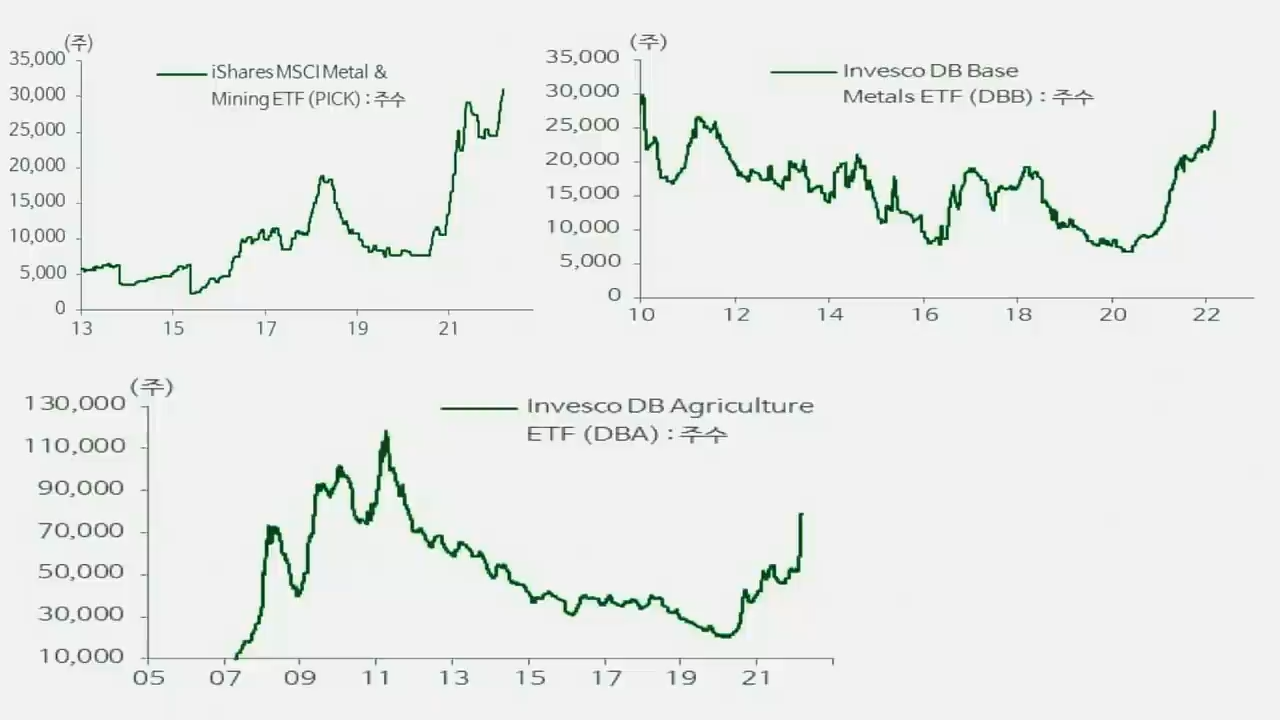 (주)
35,000
30,000
25,000
20,000
15,000
10,000
5,000
0
iShares MSCI Metal &
Mining ETF (PICK) : 주수
13 15 17 19 21
(주)
35,000
30,000
25,000
20,000
15,000
10,000
5,000
0
Invesco DB Base
Metals ETF (DBB) : 주수
10 12 14 16 18 20 22
(주)
130,000
110,000
90,000
70,000
50,000
30,000
10,000
Invesco DB Agriculture
ETF (DBA) : 주수
05 07 09 11 13 15 17 19 21